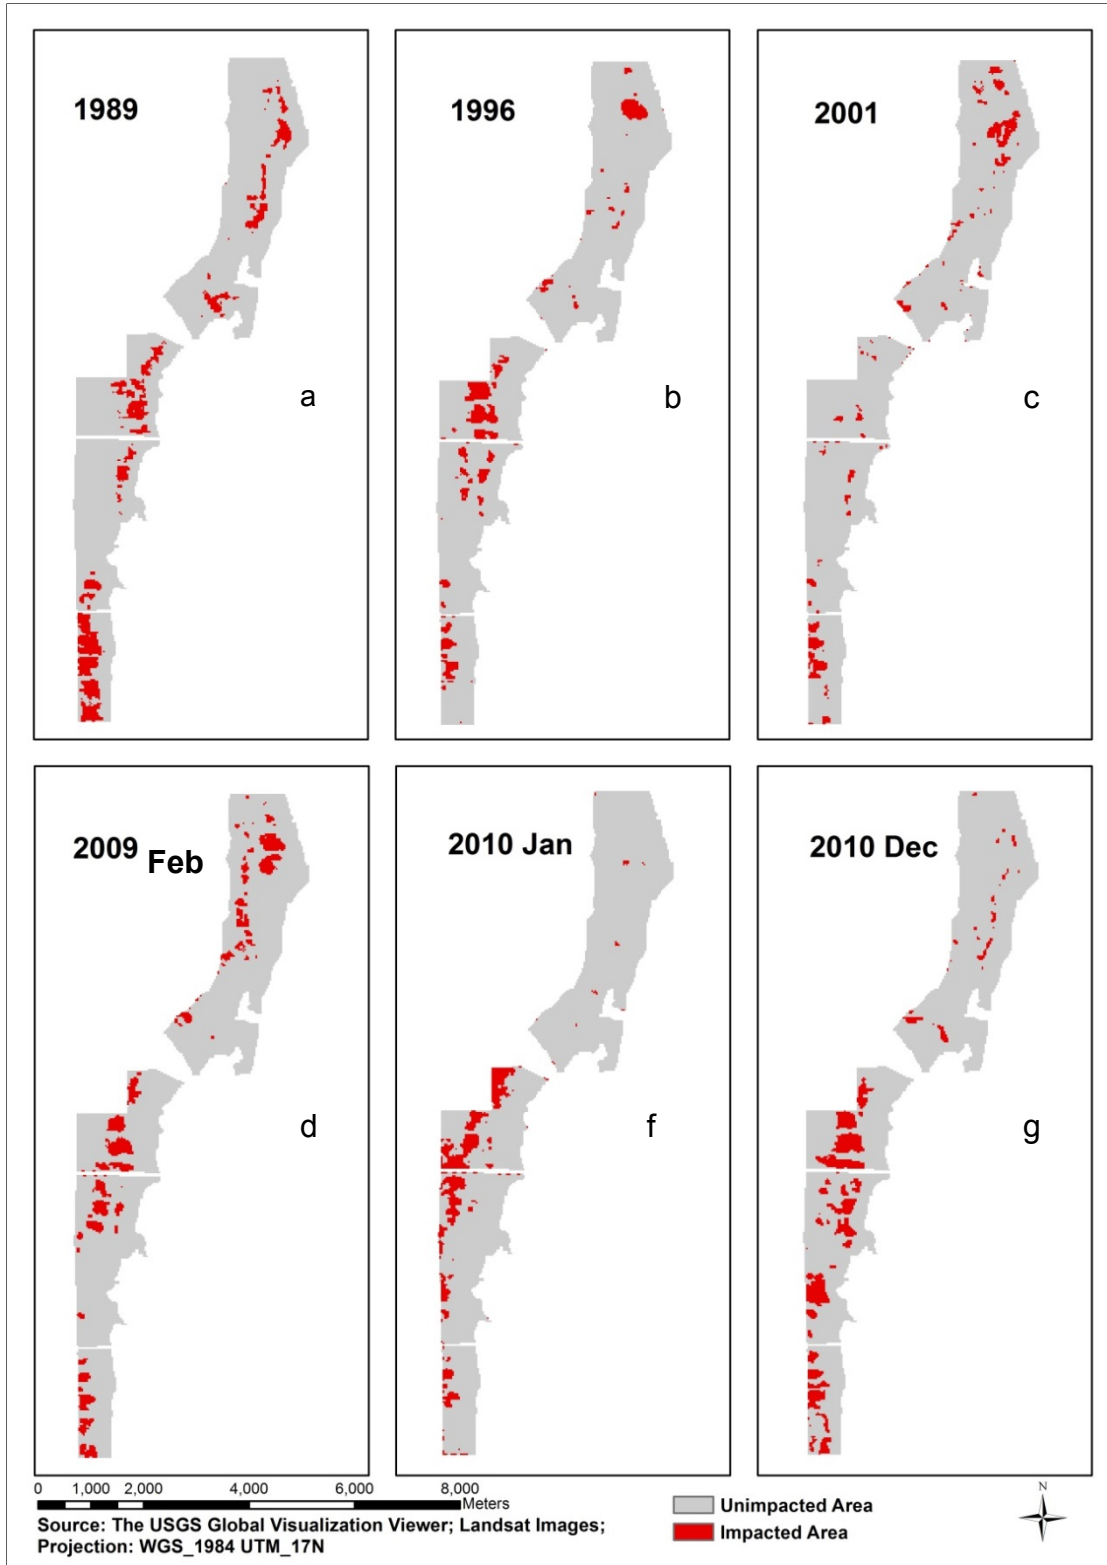 1989
1996
2001
a
b
c
2009 Feb
2010 Jan
2010 Dec
d
f
g
0 1,000 2,000 4,000 6,000 8,000
Meters
Source: The USGS Global Visualization Viewer; Landsat Images;
Projection: WGS_1984 UTM_17N
Unimpacted Area
Impacted Area
N